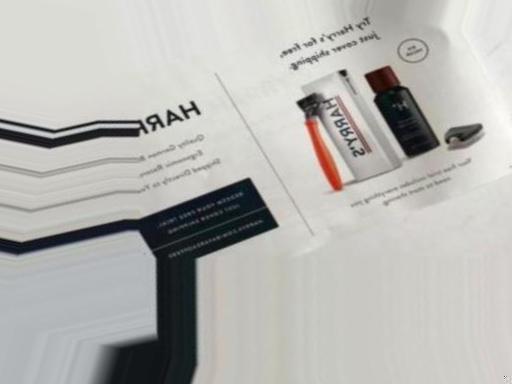 Try Harry's for free,
just cover shipping.
HARRY'S
HARR
Quality German B
Ergonomic Razors
Shipped Directly to Yo
REDEEM YOUR FREE TRIAL,
JUST COVER SHIPPING.
Your free trial includes everything you
need to start shaving